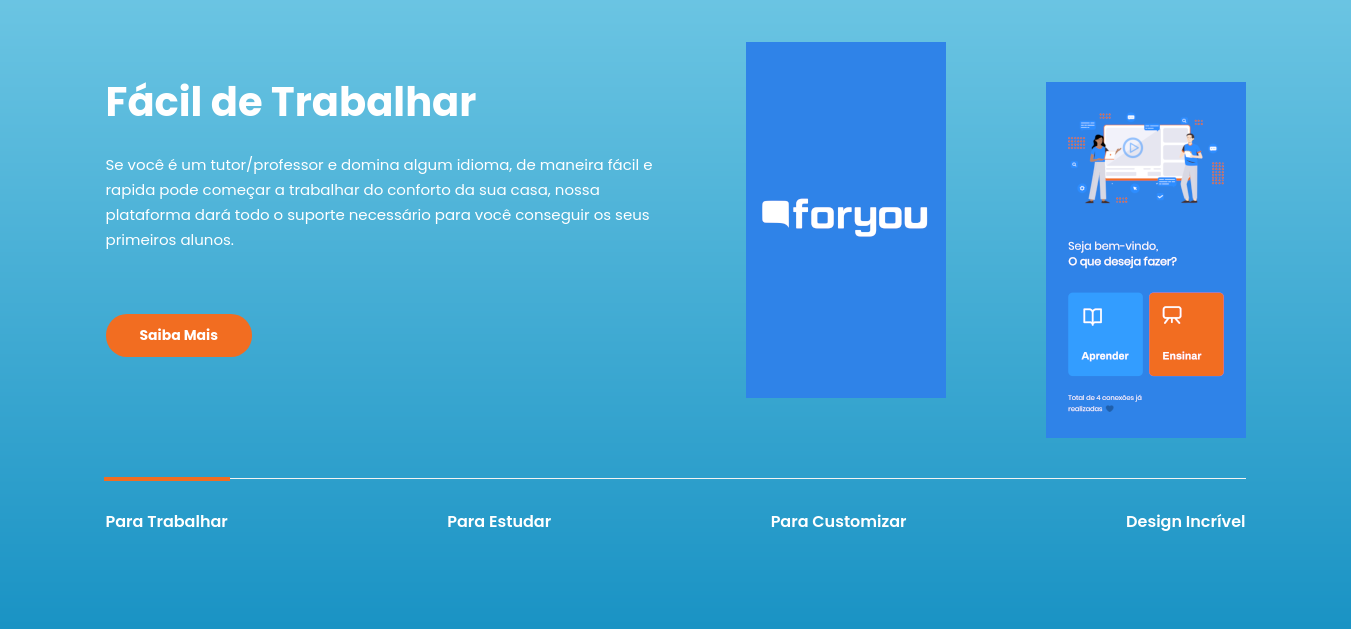 Fácil de Trabalhar
Se você é um tutor/professor e domina algum idioma, de maneira fácil e
rapida pode começar a trabalhar do conforto da sua casa, nossa
plataforma dará todo o suporte necessário para você conseguir os seus
primeiros alunos.
Saiba Mais
foryou
Seja bem-vindo,
O que deseja fazer?
Aprender
Ensinar
Total de 4 conexões já
realizadas
Para Trabalhar
Para Estudar
Para Customizar
Design Incrível